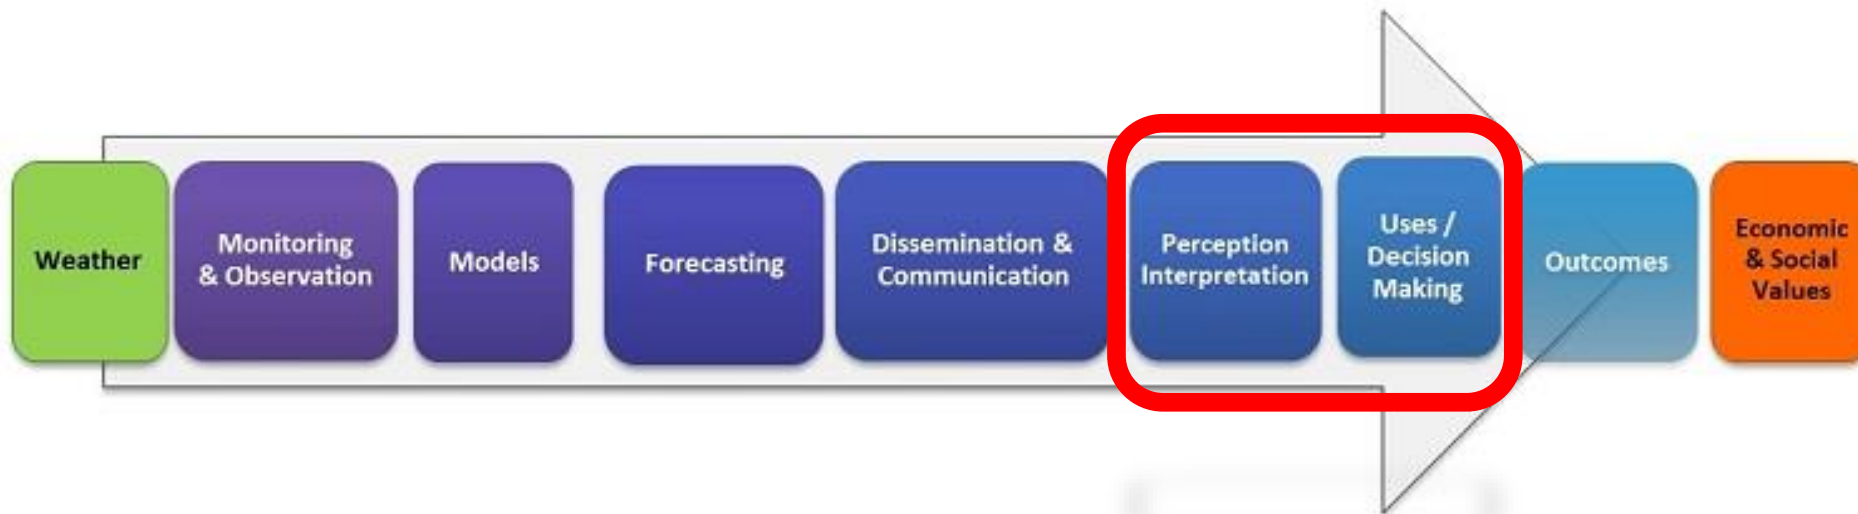 Weather
Monitoring
& Observation
Models
Forecasting
Dissemination &
Communication
Perception
Interpretation
Uses /
Decision
Making
Outcomes
Economic
& Social
Values